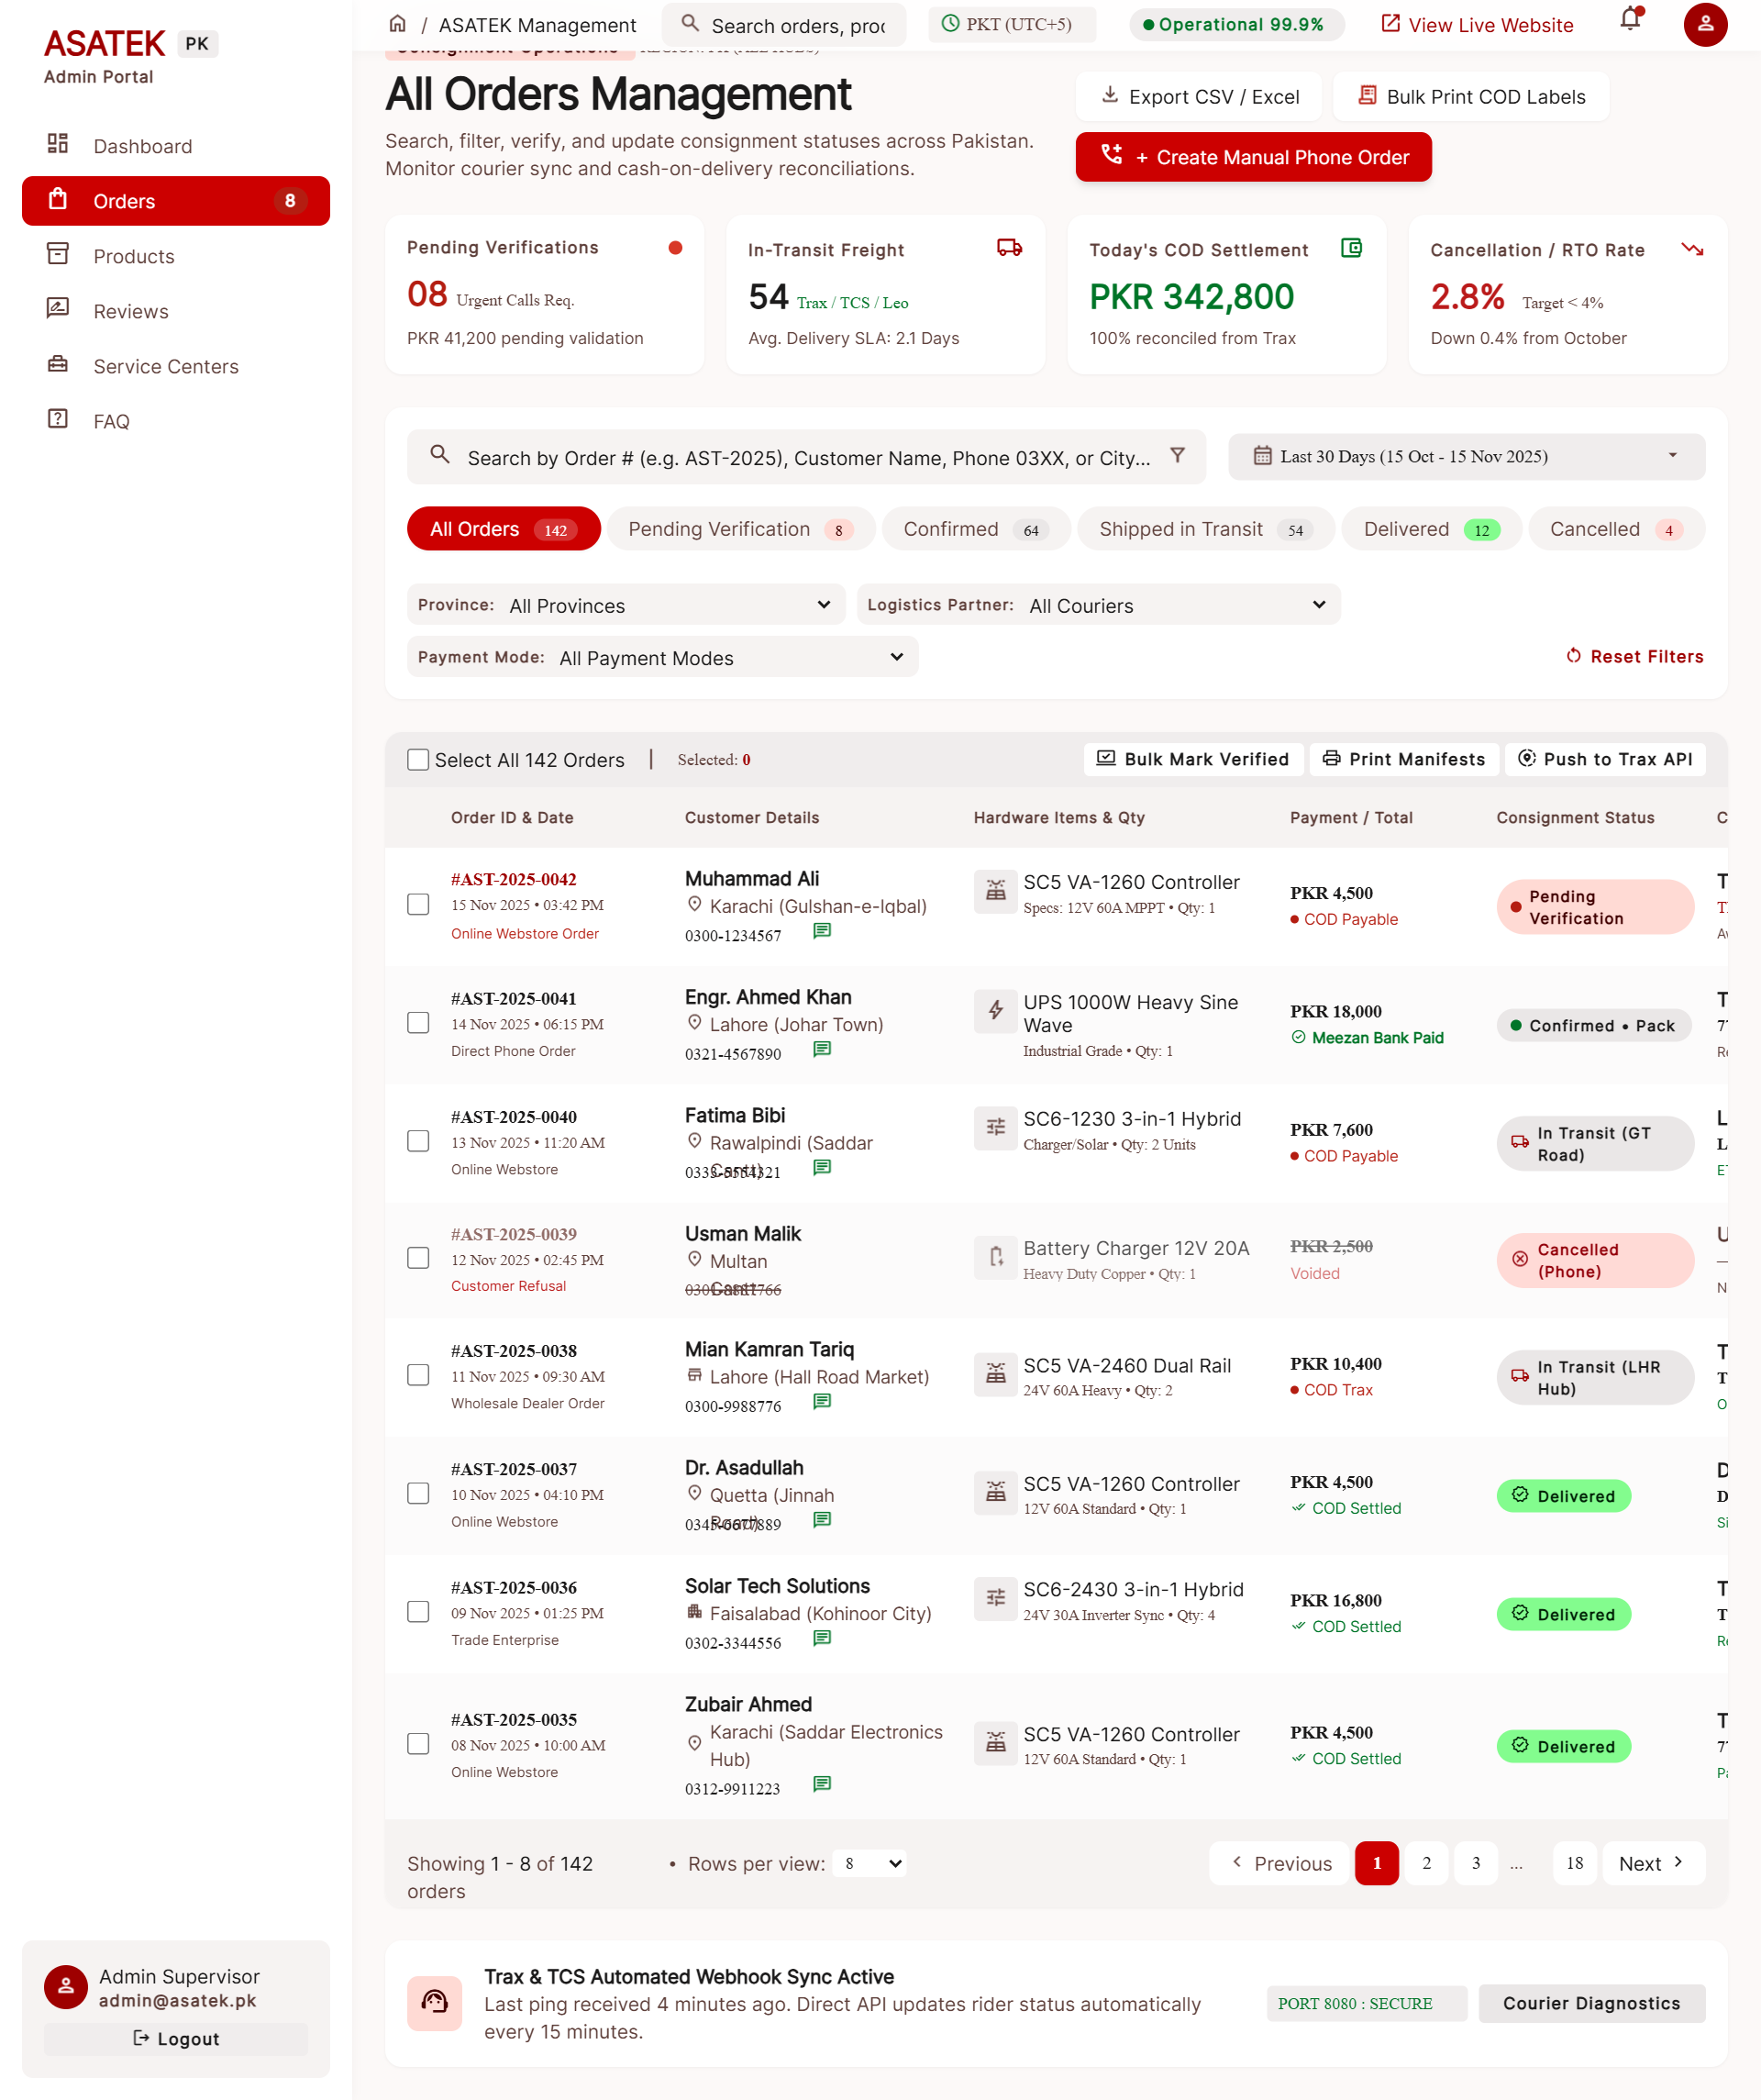 ASATEK PK
Admin Portal
Dashboard
Orders 8
Products
Reviews
Service Centers
FAQ
Admin Supervisor
admin@asatek.pk
Logout
/ ASATEK Management
Search orders, proc
PKT (UTC+5)
Operational 99.9%
View Live Website
All Orders Management
Search, filter, verify, and update consignment statuses across Pakistan.
Monitor courier sync and cash-on-delivery reconciliations.
Export CSV / Excel
Bulk Print COD Labels
+ Create Manual Phone Order
Pending Verifications
08 Urgent Calls Req.
PKR 41,200 pending validation
In-Transit Freight
54 Trax / TCS / Leo
Avg. Delivery SLA: 2.1 Days
Today's COD Settlement
PKR 342,800
100% reconciled from Trax
Cancellation / RTO Rate
2.8% Target < 4%
Down 0.4% from October
Search by Order # (e.g. AST-2025), Customer Name, Phone 03XX, or City...
Last 30 Days (15 Oct - 15 Nov 2025)
All Orders 142
Pending Verification 8
Confirmed 64
Shipped in Transit 54
Delivered 12
Cancelled 4
Province: All Provinces
Logistics Partner: All Couriers
Payment Mode: All Payment Modes
Reset Filters
Select All 142 Orders | Selected: 0
Bulk Mark Verified
Print Manifests
Push to Trax API
Order ID & Date
Customer Details
Hardware Items & Qty
Payment / Total
Consignment Status
C
#AST-2025-0042
15 Nov 2025 • 03:42 PM
Online Webstore Order
Muhammad Ali
Karachi (Gulshan-e-Iqbal)
0300-1234567
SC5 VA-1260 Controller
Specs: 12V 60A MPPT • Qty: 1
PKR 4,500
COD Payable
Pending
Verification
#AST-2025-0041
14 Nov 2025 • 06:15 PM
Direct Phone Order
Engr. Ahmed Khan
Lahore (Johar Town)
0321-4567890
UPS 1000W Heavy Sine
Wave
Industrial Grade • Qty: 1
PKR 18,000
Meezan Bank Paid
Confirmed • Pack
#AST-2025-0040
13 Nov 2025 • 11:20 AM
Online Webstore
Fatima Bibi
Rawalpindi (Saddar
Cantt)
0333-5554321
SC6-1230 3-in-1 Hybrid
Charger/Solar • Qty: 2 Units
PKR 7,600
COD Payable
In Transit (GT
Road)
#AST-2025-0039
12 Nov 2025 • 02:45 PM
Customer Refusal
Usman Malik
Multan
Cantt
Battery Charger 12V 20A
Heavy Duty Copper • Qty: 1
PKR 2,500
Voided
Cancelled
(Phone)
#AST-2025-0038
11 Nov 2025 • 09:30 AM
Wholesale Dealer Order
Mian Kamran Tariq
Lahore (Hall Road Market)
0300-9988776
SC5 VA-2460 Dual Rail
24V 60A Heavy • Qty: 2
PKR 10,400
COD Trax
In Transit (LHR
Hub)
#AST-2025-0037
10 Nov 2025 • 04:10 PM
Online Webstore
Dr. Asadullah
Quetta (Jinnah
Road)
0345-6677889
SC5 VA-1260 Controller
12V 60A Standard • Qty: 1
PKR 4,500
COD Settled
Delivered
#AST-2025-0036
09 Nov 2025 • 01:25 PM
Trade Enterprise
Solar Tech Solutions
Faisalabad (Kohinoor City)
0302-3344556
SC6-2430 3-in-1 Hybrid
24V 30A Inverter Sync • Qty: 4
PKR 16,800
COD Settled
Delivered
#AST-2025-0035
08 Nov 2025 • 10:00 AM
Online Webstore
Zubair Ahmed
Karachi (Saddar Electronics
Hub)
0312-9911223
SC5 VA-1260 Controller
12V 60A Standard • Qty: 1
PKR 4,500
COD Settled
Delivered
Showing 1 - 8 of 142
orders
• Rows per view: 8
Previous 1 2 3 ... 18 Next
Trax & TCS Automated Webhook Sync Active
Last ping received 4 minutes ago. Direct API updates rider status automatically
every 15 minutes.
PORT 8080 : SECURE
Courier Diagnostics